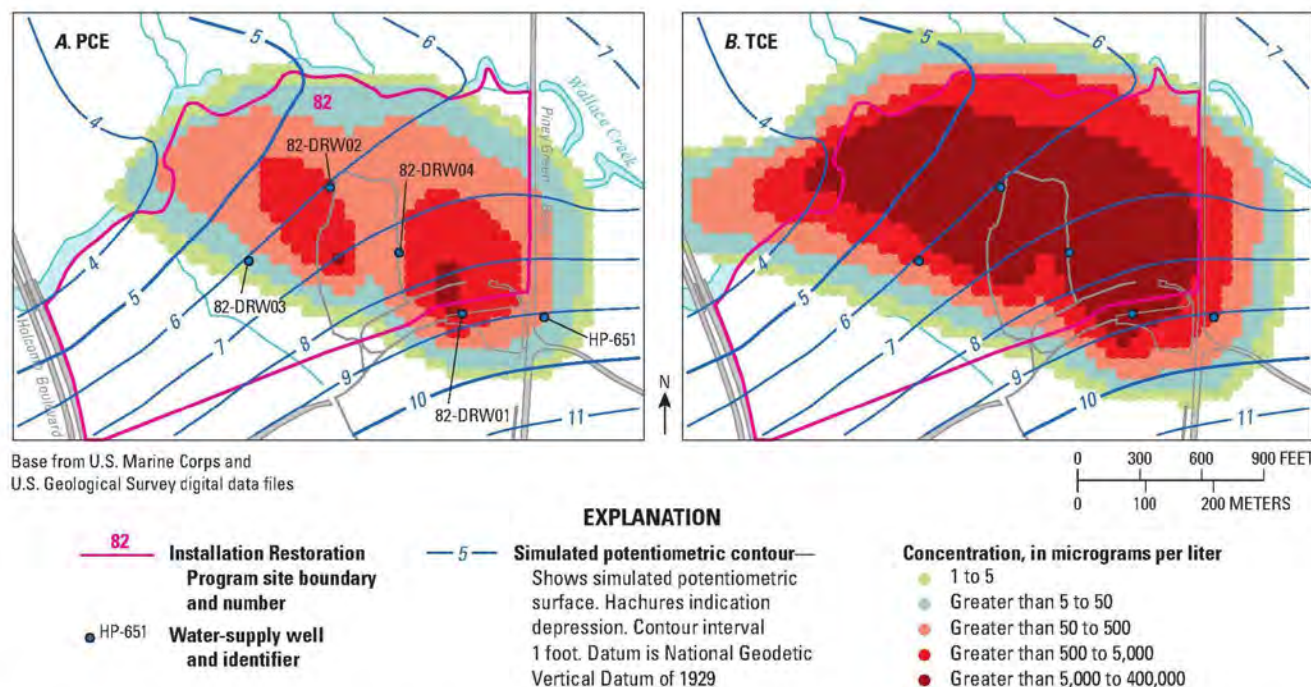 A. PCE
5
6
7
4
82
Wallace Creek
Piney Green
82-DRW02
82-DRW04
4
5
6
7
8
9
10
11
82-DRW03
HP-651
82-DRW01
Holcomb Boulevard
N
B. TCE
5
6
7
4
4
5
6
7
8
9
10
11
Base from U.S. Marine Corps and
U.S. Geological Survey digital data files
0 300 600 900 FEET
0 100 200 METERS
EXPLANATION
82 Installation Restoration
Program site boundary
and number
HP-651 Water-supply well
and identifier
5 Simulated potentiometric contour—
Shows simulated potentiometric
surface. Hachures indication
depression. Contour interval
1 foot. Datum is National Geodetic
Vertical Datum of 1929
Concentration, in micrograms per liter
1 to 5
Greater than 5 to 50
Greater than 50 to 500
Greater than 500 to 5,000
Greater than 5,000 to 400,000